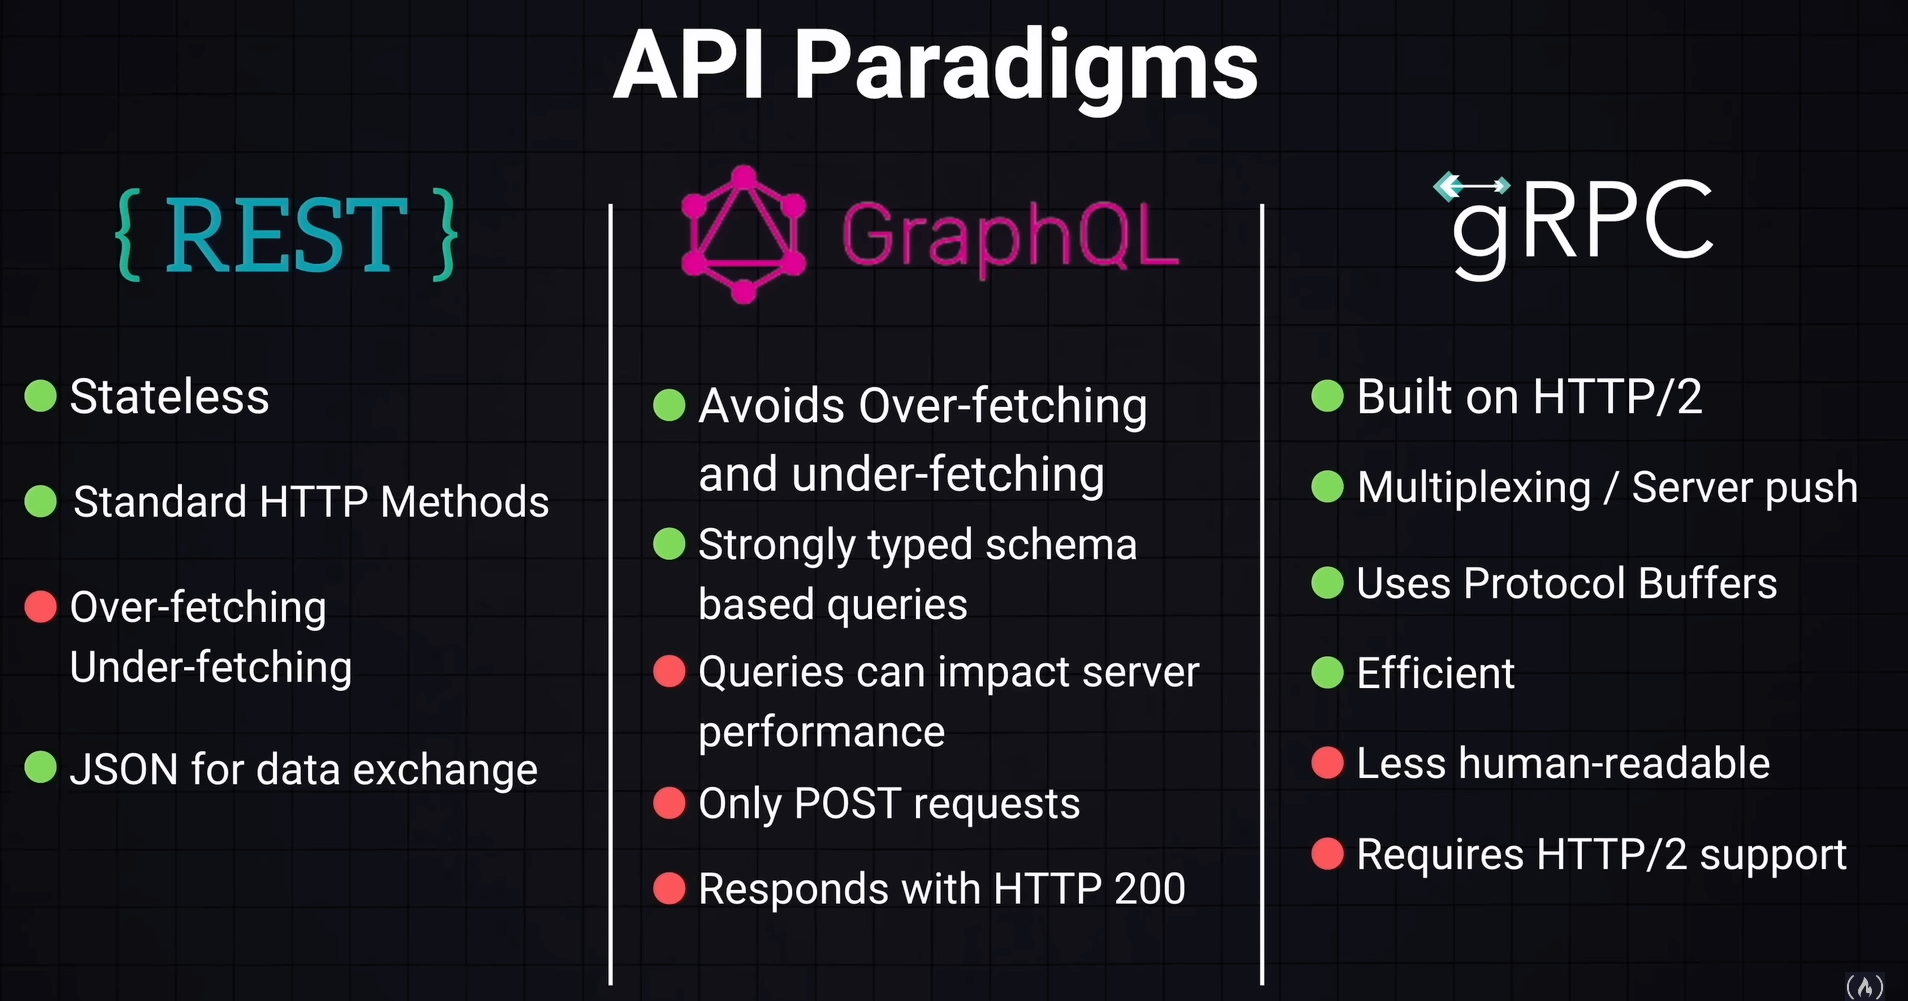 API Paradigms
{ REST }
Stateless
Standard HTTP Methods
Over-fetching
Under-fetching
JSON for data exchange
GraphQL
Avoids Over-fetching
and under-fetching
Strongly typed schema
based queries
Queries can impact server
performance
Only POST requests
Responds with HTTP 200
gRPC
Built on HTTP/2
Multiplexing / Server push
Uses Protocol Buffers
Efficient
Less human-readable
Requires HTTP/2 support